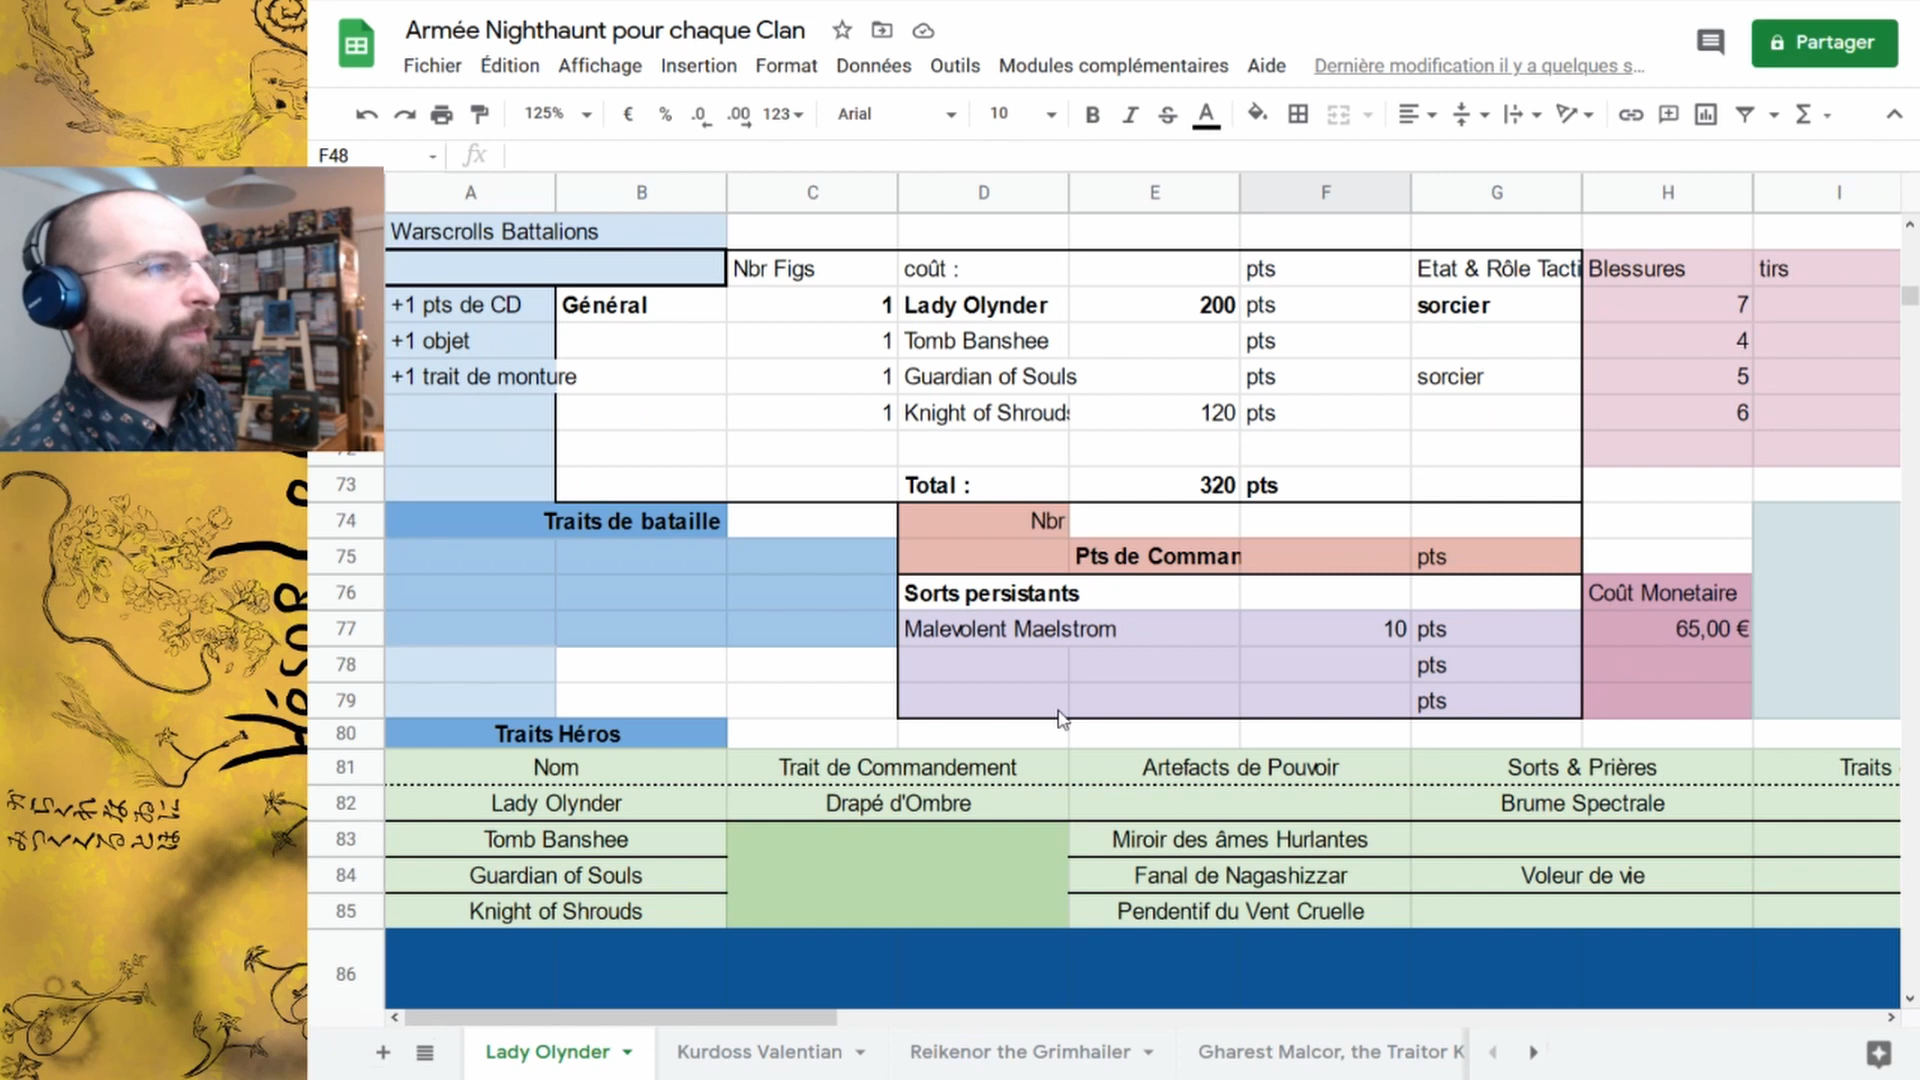 Armée Nighthaunt pour chaque Clan
Partager
Fichier Édition Affichage Insertion Format Données Outils Modules complémentaires Aide Dernière modification il y a quelques s…
125% € % .0 .00 123 Arial 10 B I S A
F48 fx
A B C D E F G H I
Warscrolls Battalions
Nbr Figs coût : pts Etat & Rôle Tacti Blessures tirs
+1 pts de CD Général 1 Lady Olynder 200 pts sorcier 7
+1 objet 1 Tomb Banshee pts 4
+1 trait de monture 1 Guardian of Souls pts sorcier 5
1 Knight of Shrouds 120 pts 6
73 Total : 320 pts
74 Traits de bataille Nbr
75 Pts de Comman pts
76 Sorts persistants Coût Monetaire
77 Malevolent Maelstrom 10 pts 65,00 €
78 pts
79 pts
80 Traits Héros
81 Nom Trait de Commandement Artefacts de Pouvoir Sorts & Prières Traits
82 Lady Olynder Drapé d'Ombre Brume Spectrale
83 Tomb Banshee Miroir des âmes Hurlantes
84 Guardian of Souls Fanal de Nagashizzar Voleur de vie
85 Knight of Shrouds Pendentif du Vent Cruelle
86
Lady Olynder Kurdoss Valentian Reikenor the Grimhailer Gharest Malcor, the Traitor K